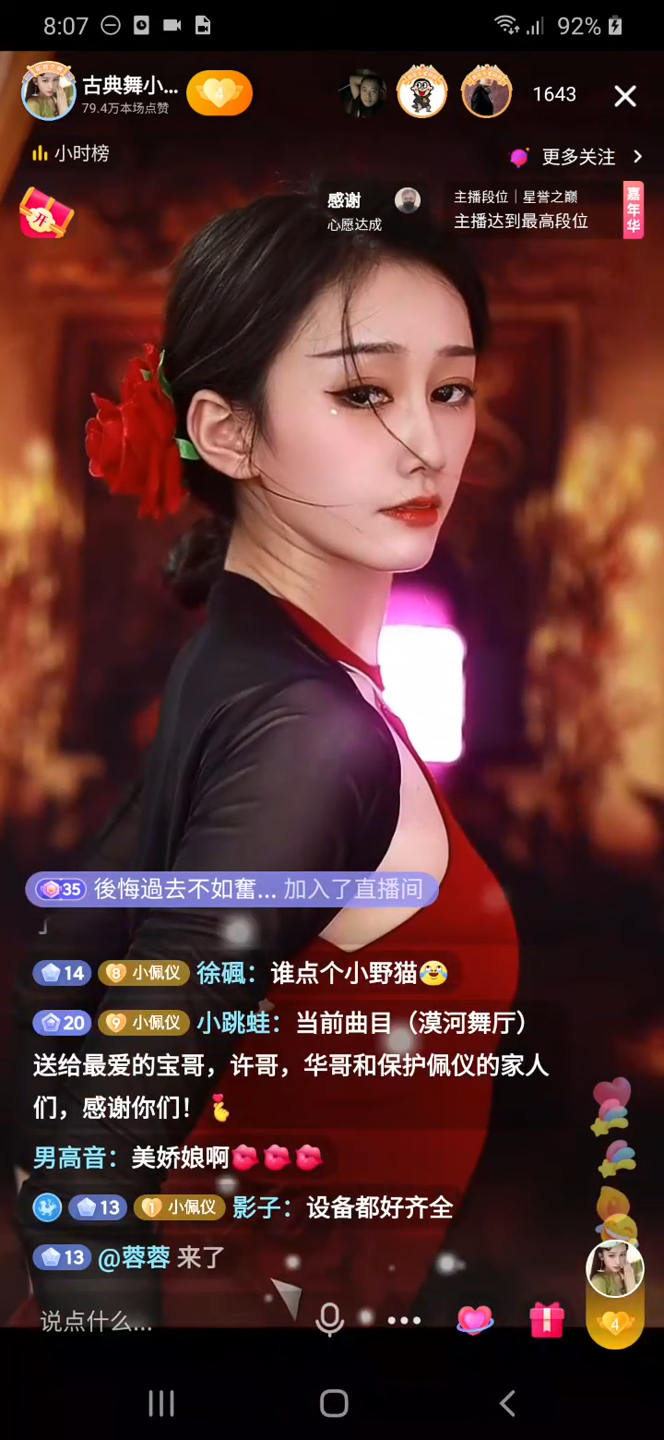 8:07
92%
古典舞小...
79.4万本场点赞
4
1643
小时榜
更多关注
开
感谢
心愿达成
主播段位｜星誉之巅
主播达到最高段位
嘉年华
35 後悔過去不如奮... 加入了直播间
」
14 8 小佩仪 徐碸：谁点个小野猫😂
20 9 小佩仪 小跳蛙：当前曲目（漠河舞厅）
送给最爱的宝哥，许哥，华哥和保护佩仪的家人
们，感谢你们！
男高音：美娇娘啊💋💋💋
13 1 小佩仪 影子：设备都好齐全
13 @蓉蓉 来了
说点什么...
4